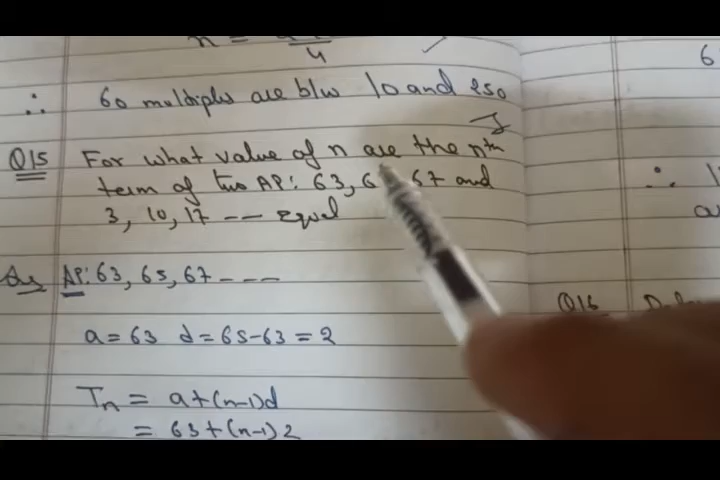 4
∴ 60 multiples are b/w 10 and 250
Q15 For what value of n are the nth
term of two AP: 63, 6 67 and
3, 10, 17 --- equal
Ans AP: 63, 65, 67 ----
a = 63 d = 65-63 = 2
Tn = a+(n-1)d
= 63+(n-1)2
6
∴
Q16